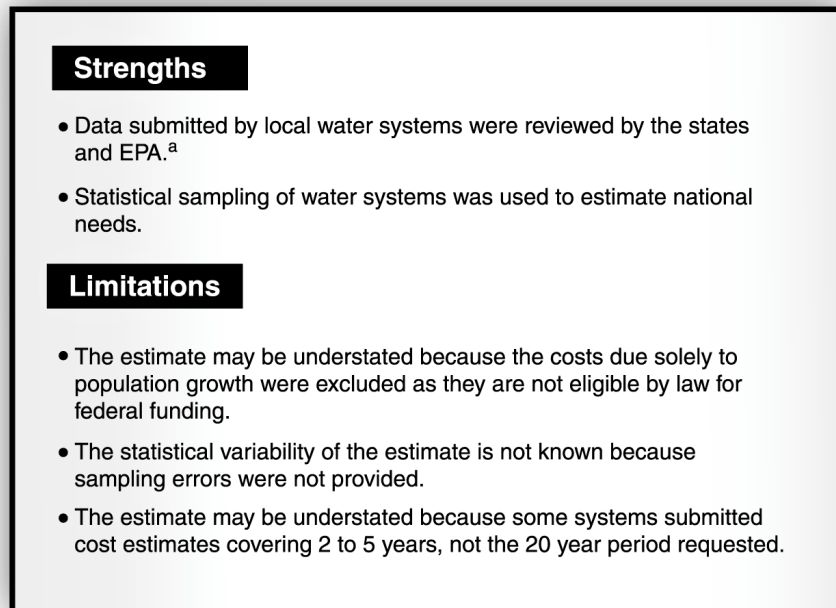 Strengths
• Data submitted by local water systems were reviewed by the states
and EPA.a
• Statistical sampling of water systems was used to estimate national
needs.
Limitations
• The estimate may be understated because the costs due solely to
population growth were excluded as they are not eligible by law for
federal funding.
• The statistical variability of the estimate is not known because
sampling errors were not provided.
• The estimate may be understated because some systems submitted
cost estimates covering 2 to 5 years, not the 20 year period requested.